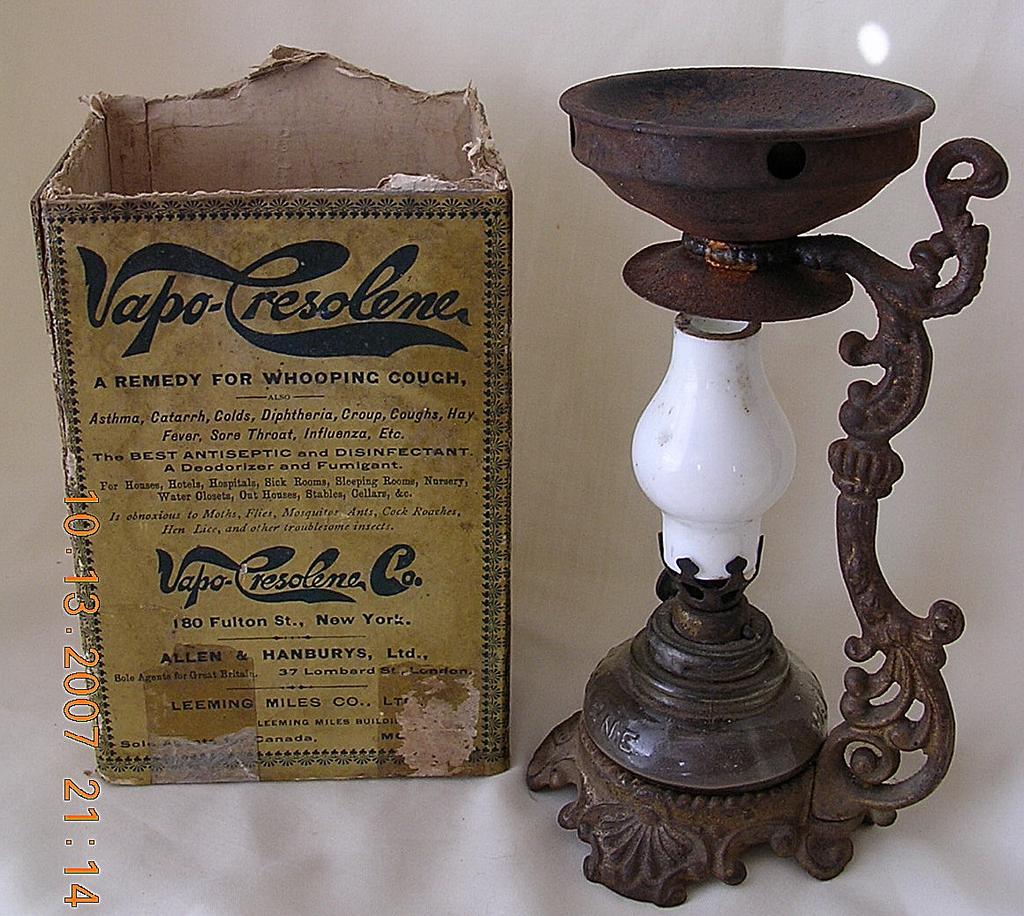 Vapo-Cresolene
A REMEDY FOR WHOOPING COUGH,
ALSO
Asthma, Catarrh, Colds, Diphtheria, Croup, Coughs, Hay
Fever, Sore Throat, Influenza, Etc.
The BEST ANTISEPTIC and DISINFECTANT.
A Deodorizer and Fumigant.
For Houses, Hotels, Hospitals, Sick Rooms, Sleeping Rooms, Nursery,
Water Closets, Out Houses, Stables, Cellars, &c.
Is obnoxious to Moths, Flies, Mosquitos, Ants, Cock Roaches,
Hen Lice, and other troublesome insects.
Vapo-Cresolene Co.
180 Fulton St., New York.
ALLEN & HANBURYS, Ltd.,
Sole Agents for Great Britain. 37 Lombard St., London.
LEEMING MILES CO., LT
LEEMING MILES BUILDI
Sole Canada,
NE
10.13.2007 21:14